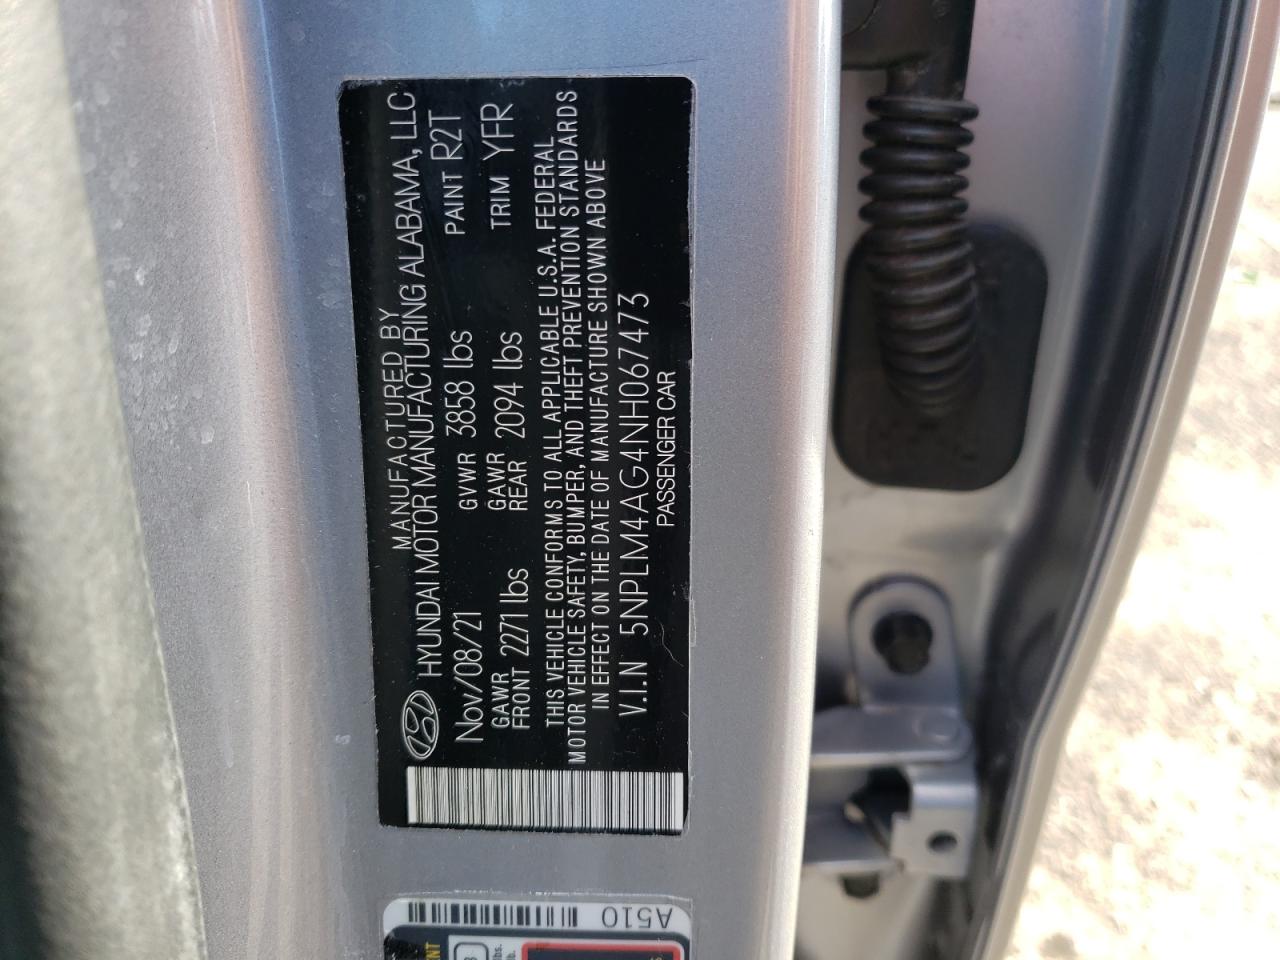 MANUFACTURED BY
HYUNDAI MOTOR MANUFACTURING ALABAMA, LLC
Nov/08/21 GVWR 3858 lbs PAINT R2T
GAWR FRONT 2271 lbs GAWR REAR 2094 lbs TRIM YFR
THIS VEHICLE CONFORMS TO ALL APPLICABLE U.S.A. FEDERAL
MOTOR VEHICLE SAFETY, BUMPER, AND THEFT PREVENTION STANDARDS
IN EFFECT ON THE DATE OF MANUFACTURE SHOWN ABOVE
V.I.N 5NPLM4AG4NH067473
PASSENGER CAR
A510